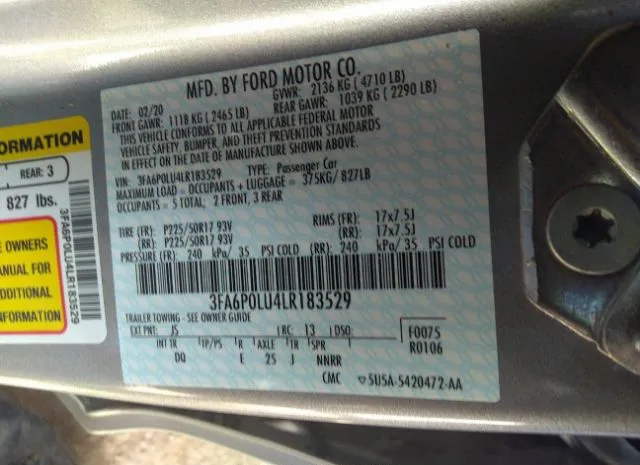 MFD. BY FORD MOTOR CO.
DATE: 02/20 GVWR: 2136 KG ( 4710 LB)
FRONT GAWR: 1118 KG ( 2465 LB) REAR GAWR: 1039 KG ( 2290 LB)
THIS VEHICLE CONFORMS TO ALL APPLICABLE FEDERAL MOTOR
VEHICLE SAFETY, BUMPER, AND THEFT PREVENTION STANDARDS
IN EFFECT ON THE DATE OF MANUFACTURE SHOWN ABOVE.
VIN: 3FA6P0LU4LR183529 TYPE: Passenger Car
MAXIMUM LOAD = OCCUPANTS + LUGGAGE = 375KG/ 827LB
OCCUPANTS = 5 TOTAL, 2 FRONT, 3 REAR
TIRE (FR): P225/50R17 93V RIMS (FR): 17x7.5J
(RR): P225/50R17 93V (RR): 17x7.5J
PRESSURE (FR): 240 kPa/ 35 PSI COLD (RR): 240 kPa/ 35 PSI COLD
3FA6P0LU4LR183529
TRAILER TOWING - SEE OWNER GUIDE
EXT PNT: JS RC: 13 DSO: F0075
INT TR TP/PS R AXLE TR SPR R0106
DQ E 25 J NNRR
CMC 5U5A-5420472-AA
FORMATION
REAR: 3
827 lbs.
E OWNERS
ANUAL FOR
ADDITIONAL
NFORMATION
3FA6P0LU4LR183529